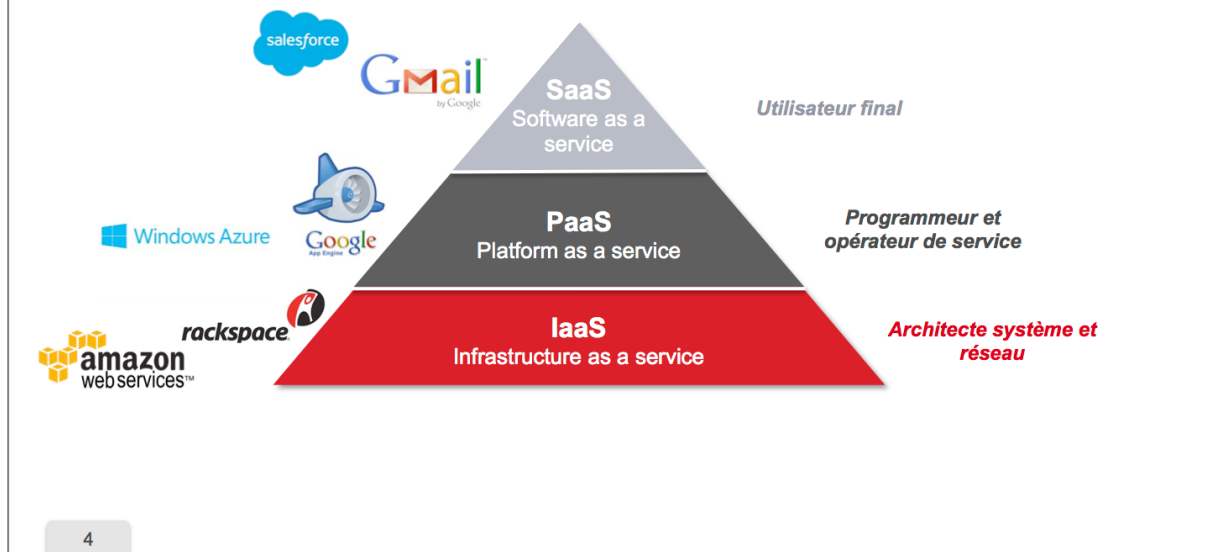 salesforce
Gmail
by Google
SaaS
Software as a
service
Utilisateur final
Windows Azure
Google
App Engine
PaaS
Platform as a service
Programmeur et
opérateur de service
rackspace
amazon
webservices™
IaaS
Infrastructure as a service
Architecte système et
réseau
4